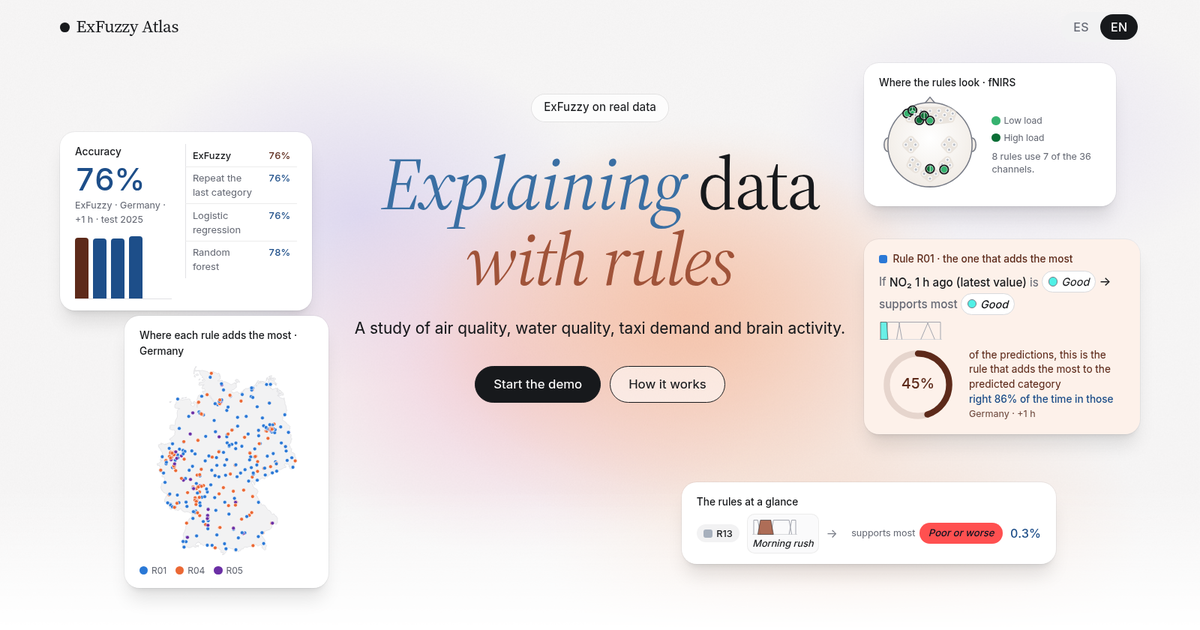 ExFuzzy Atlas
ES
EN
ExFuzzy on real data
Explaining data
with rules
A study of air quality, water quality, taxi demand and brain activity.
Start the demo
How it works
Accuracy
76%
ExFuzzy · Germany ·
+1 h · test 2025
ExFuzzy 76%
Repeat the
last category
76%
Logistic
regression
76%
Random
forest
78%
Where each rule adds the most ·
Germany
R01
R04
R05
Where the rules look · fNIRS
Low load
High load
8 rules use 7 of the 36
channels.
Rule R01 · the one that adds the most
If NO₂ 1 h ago (latest value) is Good →
supports most Good
45%
of the predictions, this is the
rule that adds the most to the
predicted category
right 86% of the time in those
Germany · +1 h
The rules at a glance
R13
Morning rush
→
supports most
Poor or worse
0.3%